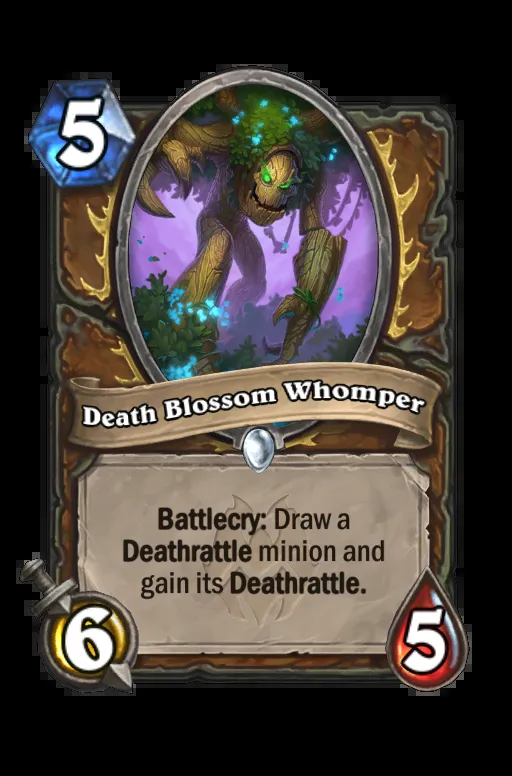 5
Death Blossom Whomper
Battlecry: Draw a
Deathrattle minion and
gain its Deathrattle.
6
5